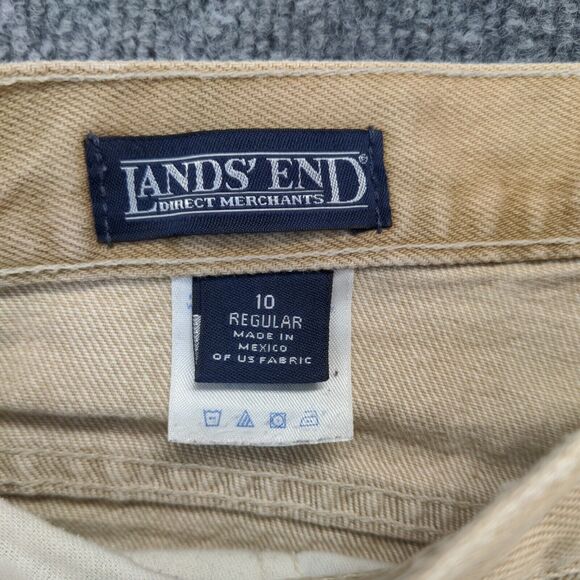 LANDS' END®
DIRECT MERCHANTS
10
REGULAR
MADE IN
MEXICO
OF US FABRIC